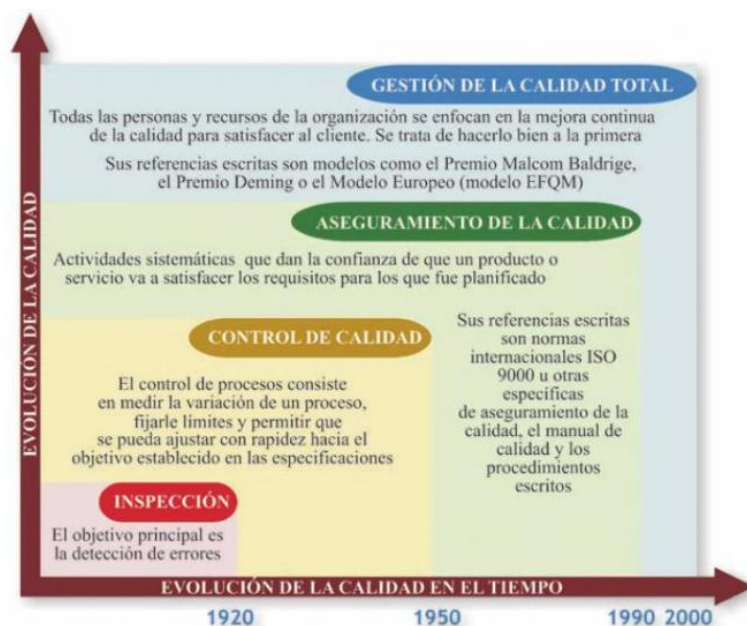 GESTIÓN DE LA CALIDAD TOTAL
Todas las personas y recursos de la organización se enfocan en la mejora continua
de la calidad para satisfacer al cliente. Se trata de hacerlo bien a la primera
Sus referencias escritas son modelos como el Premio Malcom Baldrige,
el Premio Deming o el Modelo Europeo (modelo EFQM)
ASEGURAMIENTO DE LA CALIDAD
Actividades sistemáticas que dan la confianza de que un producto o
servicio va a satisfacer los requisitos para los que fue planificado
Sus referencias escritas
son normas
internacionales ISO
9000 u otras
específicas
de aseguramiento de la
calidad, el manual de
calidad y los
procedimientos
escritos
CONTROL DE CALIDAD
El control de procesos consiste
en medir la variación de un proceso,
fijarle límites y permitir que
se pueda ajustar con rapidez hacia el
objetivo establecido en las especificaciones
INSPECCIÓN
El objetivo principal es
la detección de errores
EVOLUCIÓN DE LA CALIDAD
EVOLUCIÓN DE LA CALIDAD EN EL TIEMPO
1920 1950 1990 2000